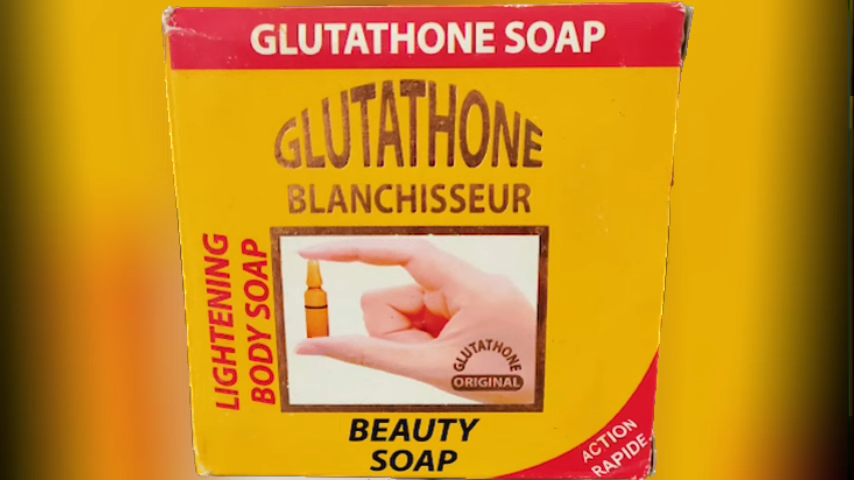 GLUTATHONE SOAP
GLUTATHONE
BLANCHISSEUR
LIGHTENING
BODY SOAP
GLUTATHONE
ORIGINAL
BEAUTY
SOAP
ACTION
RAPIDE